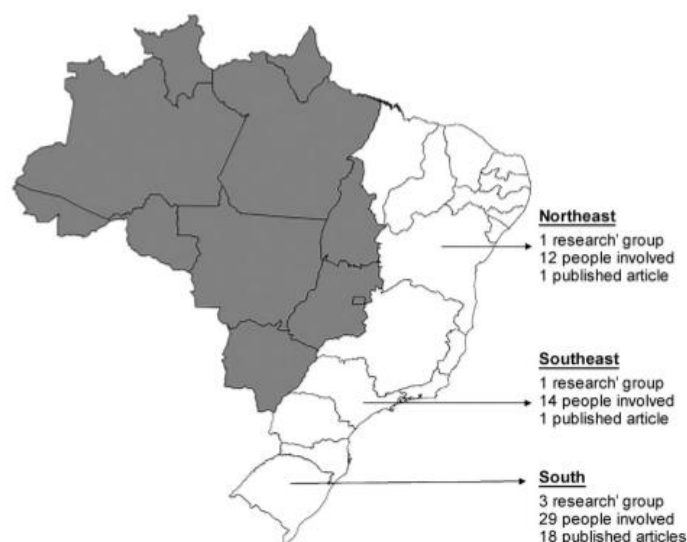 Northeast
1 research' group
12 people involved
1 published article
Southeast
1 research' group
14 people involved
1 published article
South
3 research' group
29 people involved
18 published articles